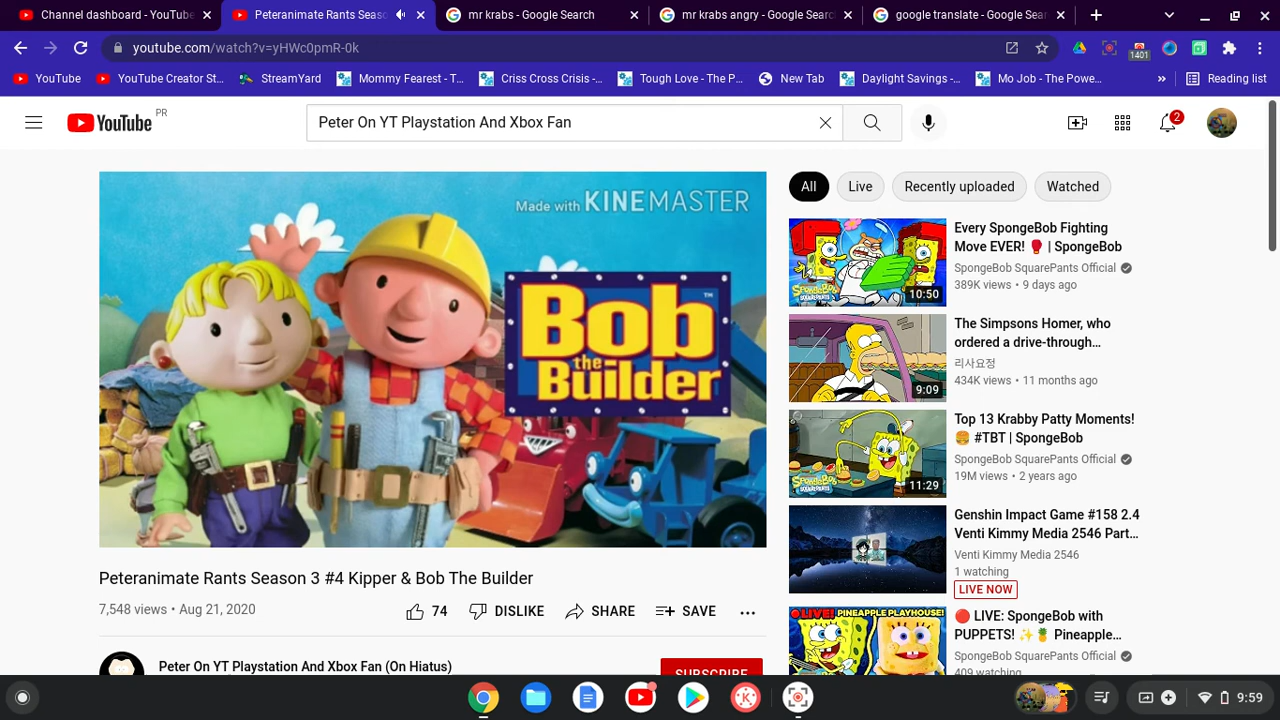 Channel dashboard - YouTube
Peteranimate Rants Seas
mr krabs - Google Search
mr krabs angry - Google Searc
google translate - Google Sear
youtube.com/watch?v=yHWc0pmR-0k
1401
YouTube
YouTube Creator St...
StreamYard
Mommy Fearest - T...
Criss Cross Crisis -...
Tough Love - The P...
New Tab
Daylight Savings -...
Mo Job - The Powe...
»
Reading list
YouTube PR
Peter On YT Playstation And Xbox Fan
2
Made with KINEMASTER
Bob
the
Builder
TM
All
Live
Recently uploaded
Watched
Every SpongeBob Fighting
Move EVER! 🥊 | SpongeBob
SpongeBob SquarePants Official
389K views • 9 days ago
10:50
The Simpsons Homer, who
ordered a drive-through...
리사요정
434K views • 11 months ago
9:09
Top 13 Krabby Patty Moments!
🍔 #TBT | SpongeBob
SpongeBob SquarePants Official
19M views • 2 years ago
11:29
Genshin Impact Game #158 2.4
Venti Kimmy Media 2546 Part...
Venti Kimmy Media 2546
1 watching
LIVE NOW
LIVE! PINEAPPLE PLAYHOUSE!
🔴 LIVE: SpongeBob with
PUPPETS! ✨🍍 Pineapple...
SpongeBob SquarePants Official
409 watching
Peteranimate Rants Season 3 #4 Kipper & Bob The Builder
7,548 views • Aug 21, 2020
74
DISLIKE
SHARE
SAVE
Peter On YT Playstation And Xbox Fan (On Hiatus)
SUBSCRIBE
9:59